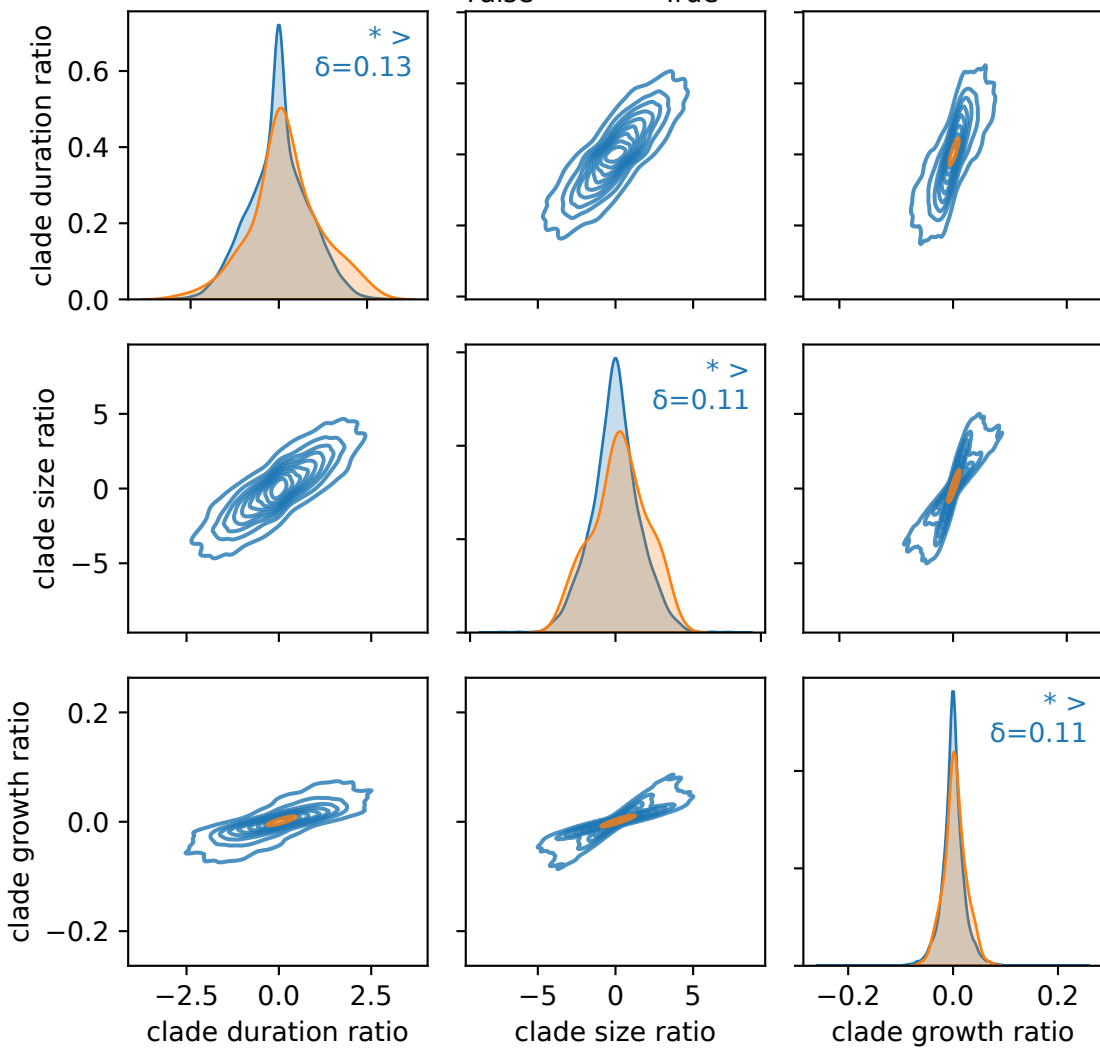 True
clade duration ratio
0.6
0.4
0.2
0.0
* >
δ=0.13
clade size ratio
5
0
−5
* >
δ=0.11
clade growth ratio
0.2
0.0
−0.2
* >
δ=0.11
−2.5 0.0 2.5
−5 0 5
−0.2 0.0 0.2
clade duration ratio
clade size ratio
clade growth ratio